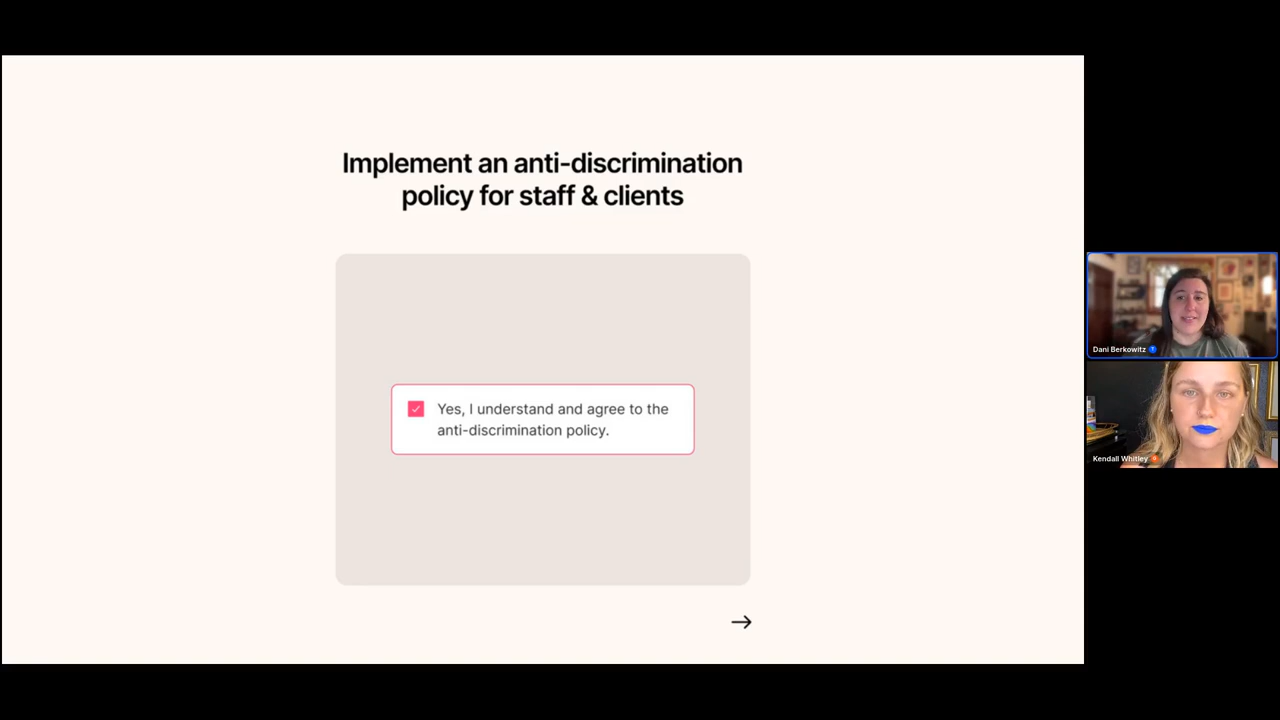 Implement an anti-discrimination
policy for staff & clients
Yes, I understand and agree to the
anti-discrimination policy.
Dani Berkowitz
Kendall Whitley